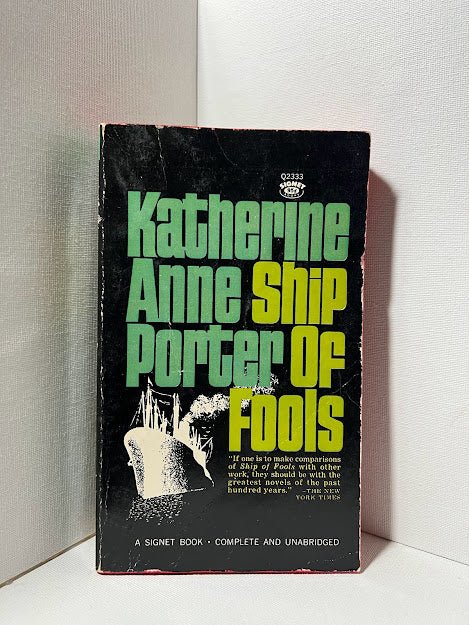 Q2333
SIGNET
Katherine
Anne Ship
Porter Of
Fools
"If one is to make comparisons
of Ship of Fools with other
work, they should be with the
greatest novels of the past
hundred years." —THE NEW
YORK TIMES
A SIGNET BOOK • COMPLETE AND UNABRIDGED